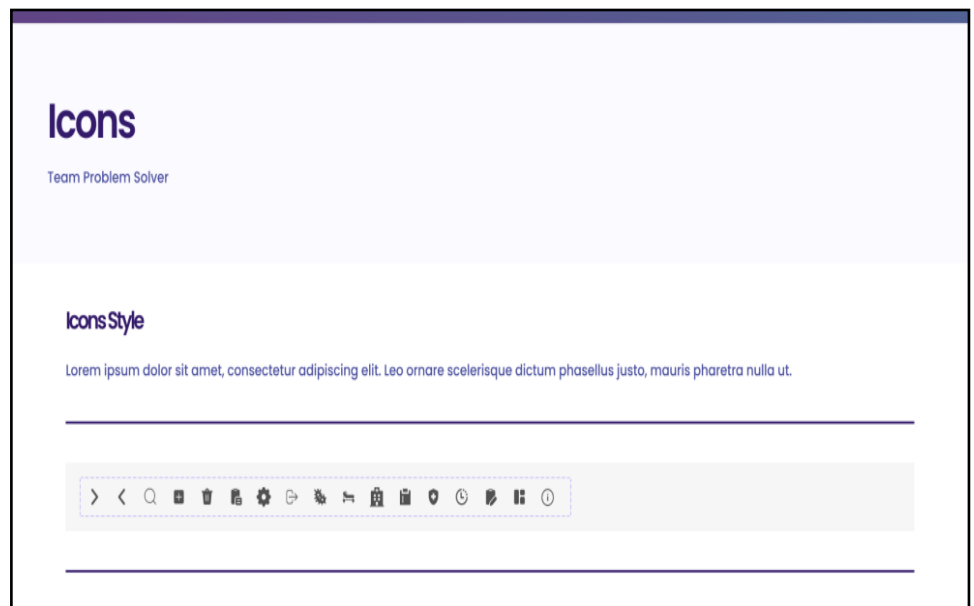 Icons
Team Problem Solver
Icons Style
Lorem ipsum dolor sit amet, consectetur adipiscing elit. Leo ornare scelerisque dictum phasellus justo, mauris pharetra nulla ut.